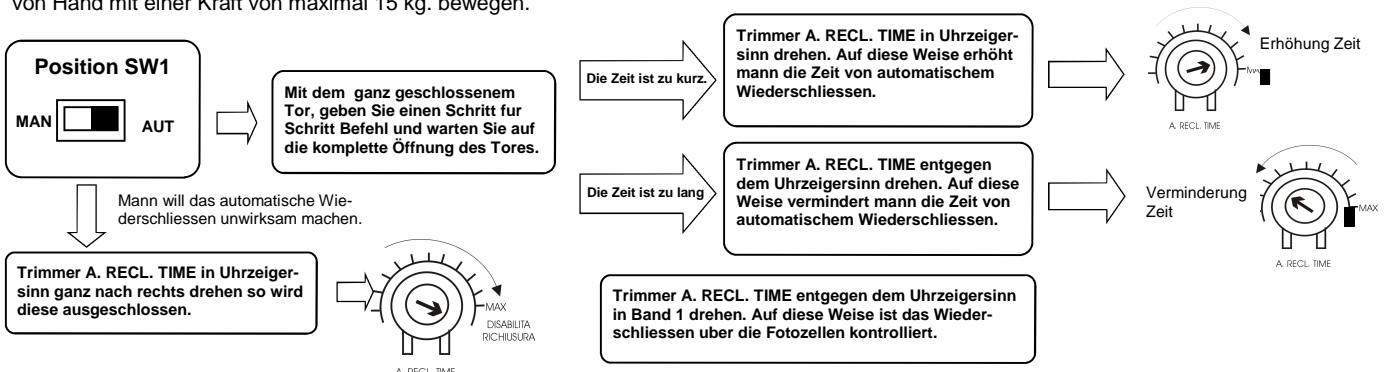 von Hand mit einer Kraft von maximal 15 kg. bewegen.
Position SW1
MAN
AUT
Mit dem ganz geschlossenem
Tor, geben Sie einen Schritt fur
Schritt Befehl und warten Sie auf
die komplette Öffnung des Tores.
Die Zeit ist zu kurz.
Trimmer A. RECL. TIME in Uhrzeiger-
sinn drehen. Auf diese Weise erhöht
mann die Zeit von automatischem
Wiederschliessen.
Erhöhung Zeit
A. RECL. TIME
Die Zeit ist zu lang
Trimmer A. RECL. TIME entgegen
dem Uhrzeigersinn drehen. Auf diese
Weise vermindert mann die Zeit von
automatischem Wiederschliessen.
Verminderung
Zeit
MAX
A. RECL. TIME
Mann will das automatische Wie-
derschliessen unwirksam machen.
Trimmer A. RECL. TIME in Uhrzeiger-
sinn ganz nach rechts drehen so wird
diese ausgeschlossen.
MAX
DISABILITA
RICHIUSURA
A. RECL. TIME
Trimmer A. RECL. TIME entgegen dem Uhrzeigersinn
in Band 1 drehen. Auf diese Weise ist das Wieder-
schliessen uber die Fotozellen kontrolliert.